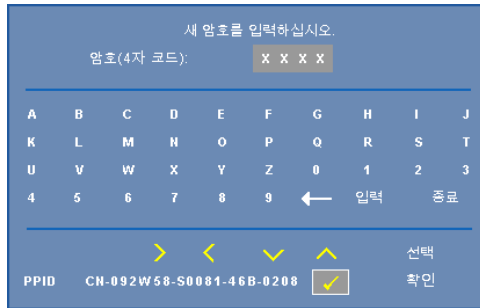 새 암호를 입력하십시오.
암호(4자 코드): X X X X
A B C D E F G H I J
K L M N O P Q R S T
U V W X Y Z 0 1 2 3
4 5 6 7 8 9 ← 입력 종료
선택
PPID CN-092W58-S0081-46B-0208 확인